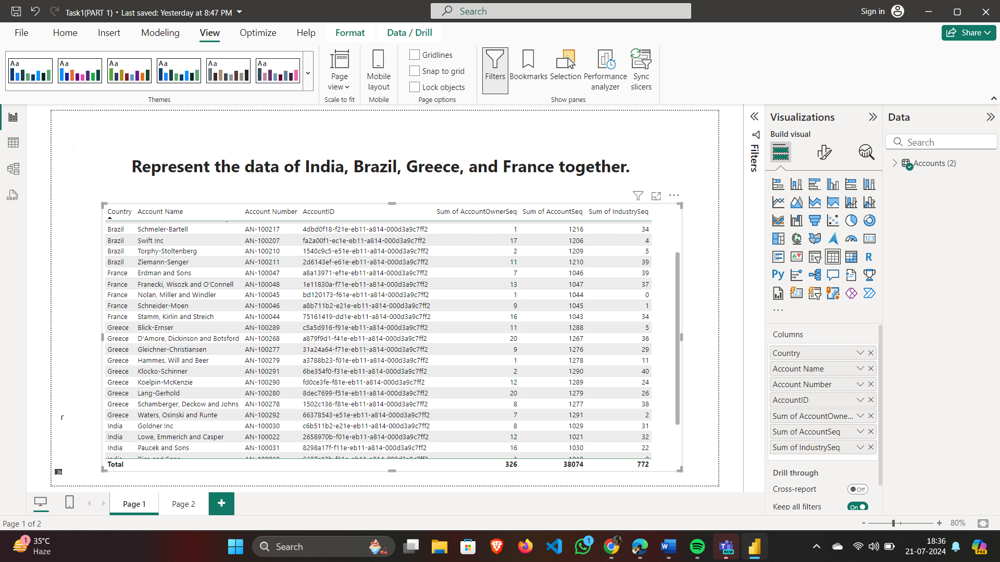 Task1(PART 1) • Last saved: Yesterday at 8:47 PM
Search
Sign in
File Home Insert Modeling View Optimize Help Format Data / Drill
Share
Aa Aa Aa Aa Aa Aa
Page view
Mobile layout
Gridlines
Snap to grid
Lock objects
Filters
Bookmarks
Selection
Performance analyzer
Sync slicers
Themes Scale to fit Mobile Page options Show panes
Represent the data of India, Brazil, Greece, and France together.
Country Account Name Account Number AccountID Sum of AccountOwnerSeq Sum of AccountSeq Sum of IndustrySeq
Brazil Schmeler-Bartell AN-100217 4dbd0f18-f21e-eb11-a814-000d3a9c7ff2 1 1216 34
Brazil Swift Inc AN-100207 fa2a00f1-ec1e-eb11-a814-000d3a9c7ff2 17 1206 4
Brazil Torphy-Stoltenberg AN-100210 1540c9c5-e51e-eb11-a814-000d3a9c7ff2 2 1209 5
Brazil Ziemann-Senger AN-100211 2d6143ef-e61e-eb11-a814-000d3a9c7ff2 11 1210 39
France Erdman and Sons AN-100047 a8a13971-ef1e-eb11-a814-000d3a9c7ff2 7 1046 39
France Franecki, Wisozk and O'Connell AN-100048 1e11830a-f71e-eb11-a814-000d3a9c7ff2 13 1047 37
France Nolan, Miller and Windler AN-100045 bd120173-f61e-eb11-a814-000d3a9c7ff2 1 1044 0
France Schneider-Moen AN-100046 a8b711b2-e21e-eb11-a814-000d3a9c7ff2 9 1045 1
France Stamm, Kirlin and Streich AN-100044 75161419-dd1e-eb11-a814-000d3a9c7ff2 16 1043 34
Greece Blick-Ernser AN-100289 c5a5d916-f91e-eb11-a814-000d3a9c7ff2 11 1288 5
Greece D'Amore, Dickinson and Botsford AN-100268 a879f9d1-f41e-eb11-a814-000d3a9c7ff2 20 1267 36
Greece Gleichner-Christiansen AN-100277 31a24a64-f71e-eb11-a814-000d3a9c7ff2 9 1276 29
Greece Hammes, Will and Beer AN-100279 a3788b23-f01e-eb11-a814-000d3a9c7ff2 1 1278 11
Greece Klocko-Schinner AN-100291 6be354f0-f31e-eb11-a814-000d3a9c7ff2 2 1290 40
Greece Koelpin-McKenzie AN-100290 fd0ce3fe-f81e-eb11-a814-000d3a9c7ff2 12 1289 24
Greece Lang-Gerhold AN-100280 8dec7699-f51e-eb11-a814-000d3a9c7ff2 20 1279 26
Greece Schamberger, Deckow and Johns AN-100278 1502c136-f81e-eb11-a814-000d3a9c7ff2 8 1277 38
Greece Waters, Osinski and Runte AN-100292 66378543-e51e-eb11-a814-000d3a9c7ff2 7 1291 2
India Goldner Inc AN-100030 c6b511b2-e21e-eb11-a814-000d3a9c7ff2 8 1029 31
India Lowe, Emmerich and Casper AN-100022 2658970b-f01e-eb11-a814-000d3a9c7ff2 12 1021 32
India Paucek and Sons AN-100031 8298a17f-f11e-eb11-a814-000d3a9c7ff2 16 1030 22
Total 326 38074 772
Filters
Visualizations
Build visual
Columns
Country
Account Name
Account Number
AccountID
Sum of AccountOwne...
Sum of AccountSeq
Sum of IndustrySeq
Drill through
Cross-report Off
Keep all filters On
Data
Search
Accounts (2)
DAX
Page 1 Page 2 +
Page 1 of 2
- + 80%
1 35°C
Haze
Search
1
NEW
18:36
21-07-2024
PRE